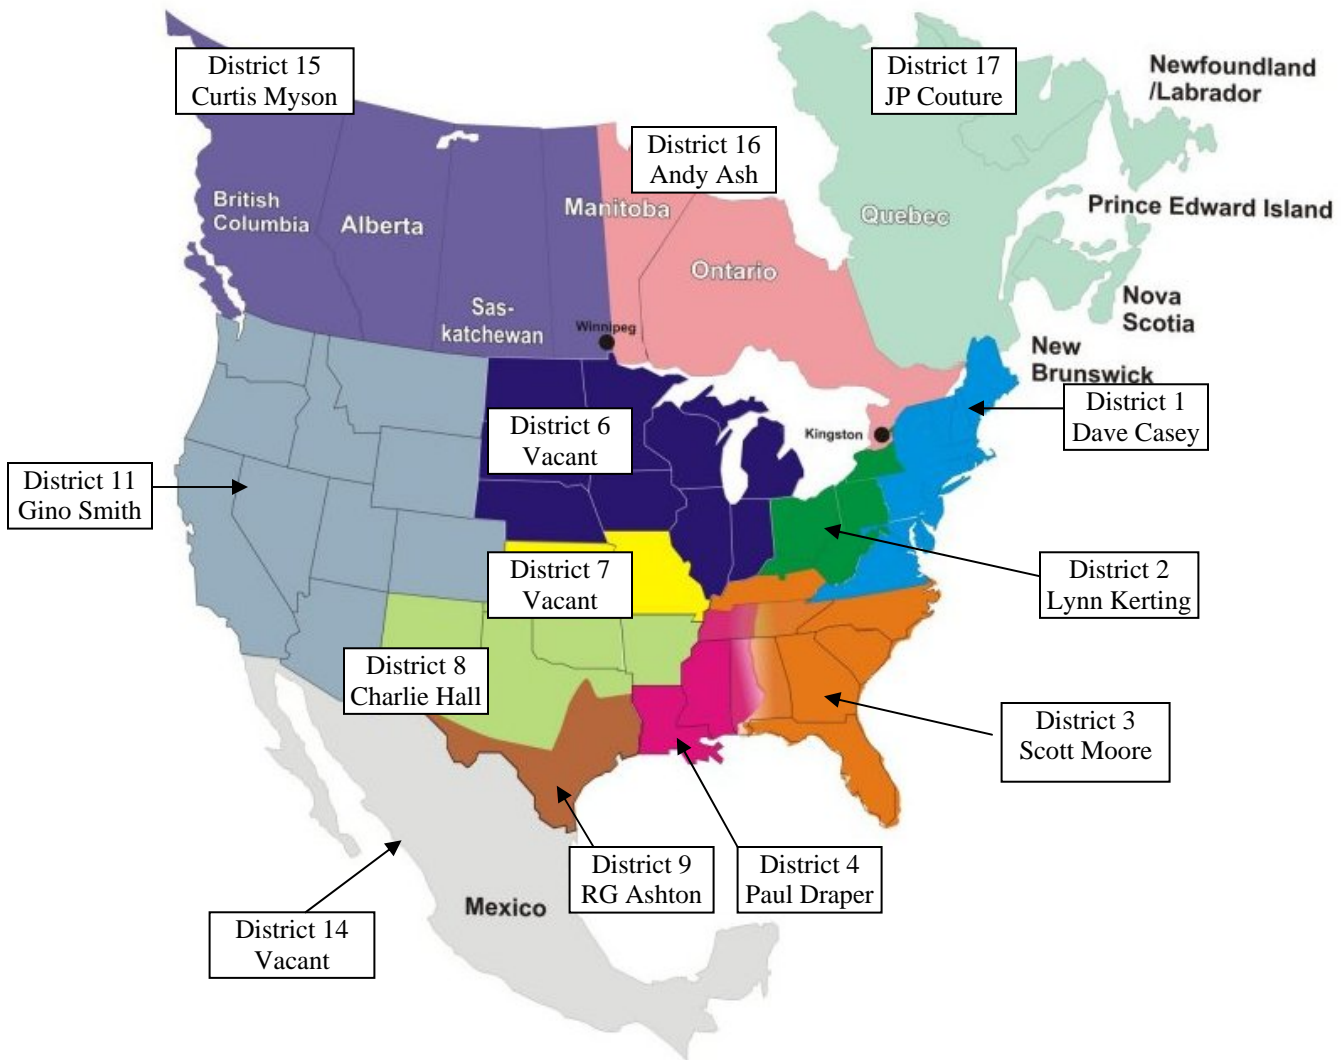 District 15
Curtis Myson
District 17
JP Couture
Newfoundland
/Labrador
District 16
Andy Ash
British
Columbia
Alberta
Manitoba
Quebec
Prince Edward Island
Ontario
Sas-
katchewan
Winnipeg
Nova
Scotia
New
Brunswick
District 1
Dave Casey
District 6
Vacant
Kingston
District 11
Gino Smith
District 7
Vacant
District 2
Lynn Kerting
District 8
Charlie Hall
District 3
Scott Moore
District 9
RG Ashton
District 4
Paul Draper
Mexico
District 14
Vacant